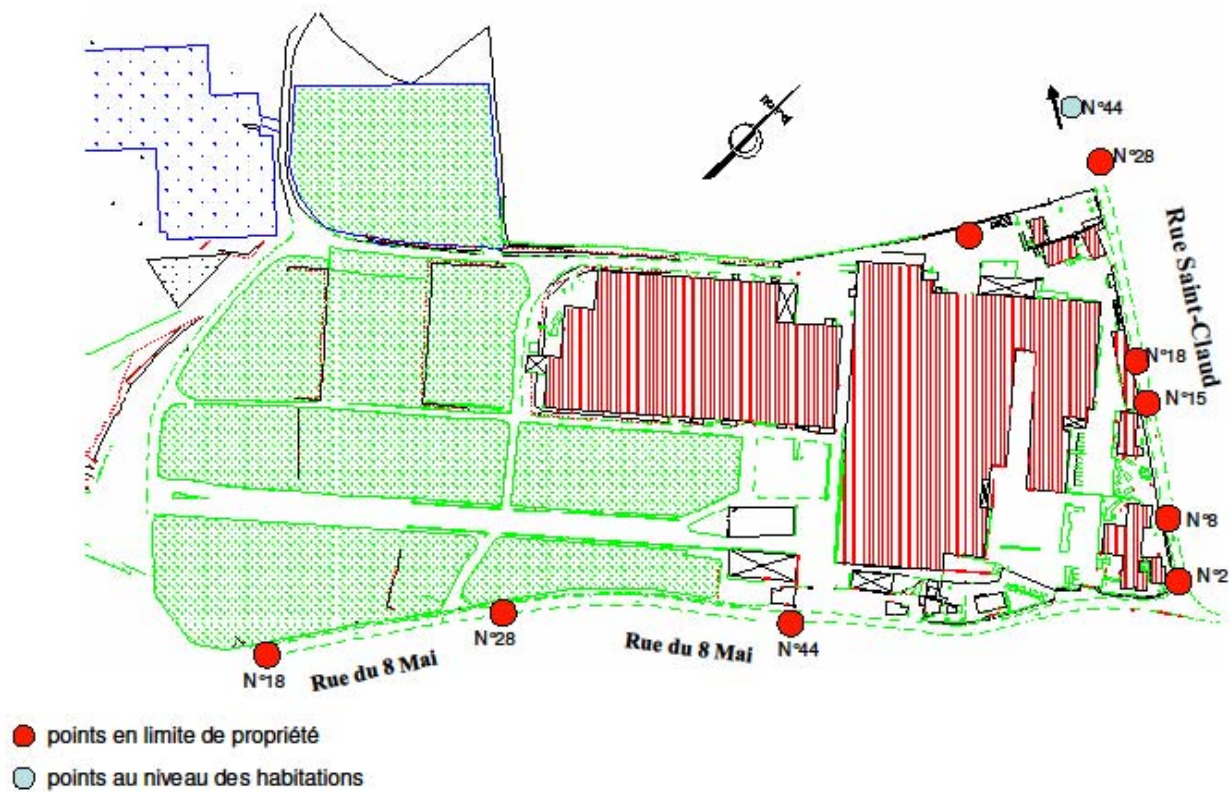 N°44
N°28
Rue Saint-Claud
N°18
N°15
N°8
N°2
N°28
N°44
N°18
Rue du 8 Mai
Rue du 8 Mai
points en limite de propriété
points au niveau des habitations